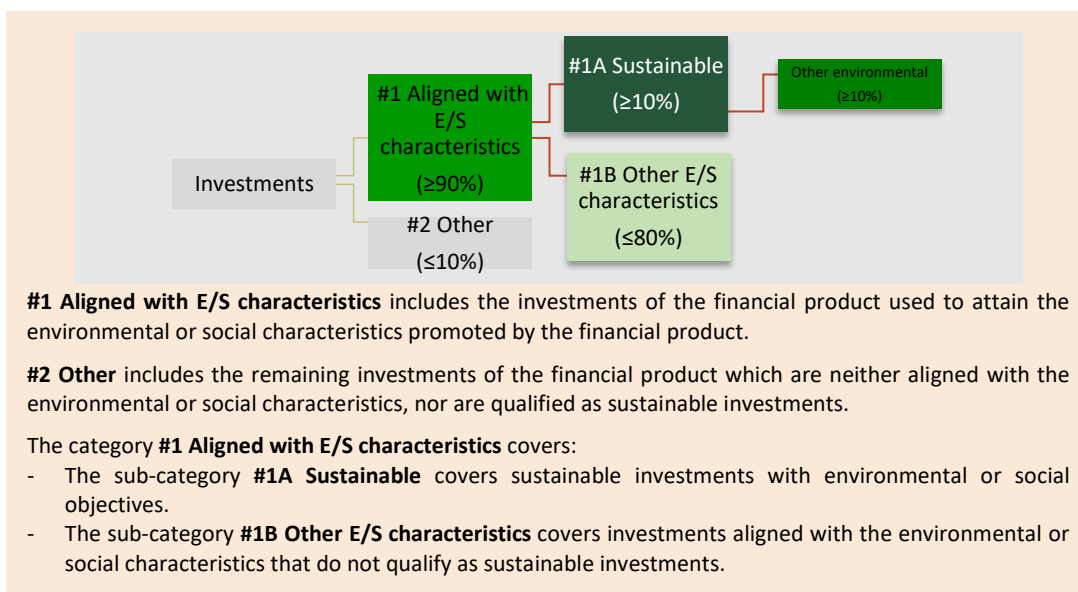 Investments
#1 Aligned with
E/S
characteristics
(≥90%)
#2 Other
(≤10%)
#1A Sustainable
(≥10%)
#1B Other E/S
characteristics
(≤80%)
Other environmental
(≥10%)
#1 Aligned with E/S characteristics includes the investments of the financial product used to attain the
environmental or social characteristics promoted by the financial product.
#2 Other includes the remaining investments of the financial product which are neither aligned with the
environmental or social characteristics, nor are qualified as sustainable investments.
The category #1 Aligned with E/S characteristics covers:
- The sub-category #1A Sustainable covers sustainable investments with environmental or social
objectives.
- The sub-category #1B Other E/S characteristics covers investments aligned with the environmental or
social characteristics that do not qualify as sustainable investments.